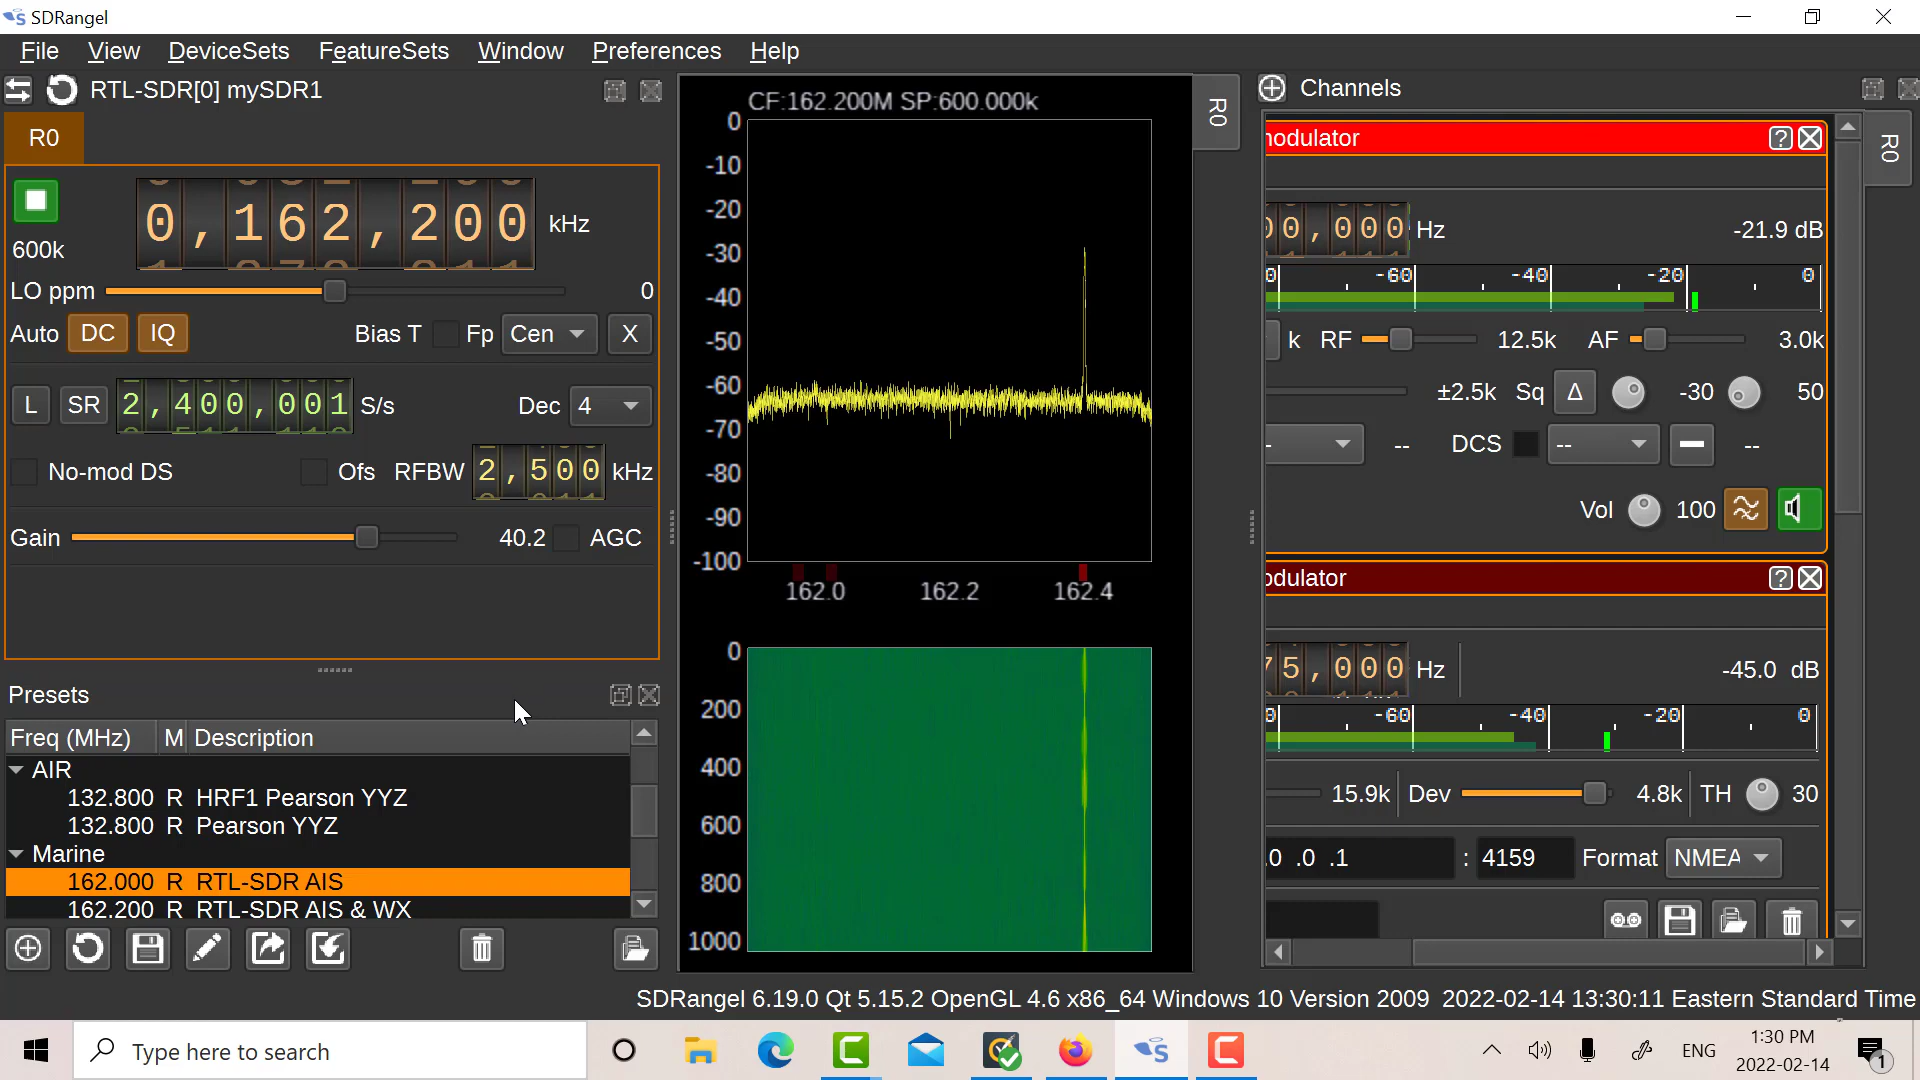 SDRangel
File View DeviceSets FeatureSets Window Preferences Help
RTL-SDR[0] mySDR1
R0
600k
0,162,200 kHz
LO ppm 0
Auto DC IQ Bias T Fp Cen X
L SR 2,400,001 S/s Dec 4
No-mod DS Ofs RFBW 2,500 kHz
Gain 40.2 AGC
Presets
Freq (MHz) M Description
AIR
132.800 R HRF1 Pearson YYZ
132.800 R Pearson YYZ
Marine
162.000 R RTL-SDR AIS
162.200 R RTL-SDR AIS & WX
CF:162.200M SP:600.000k
0
-10
-20
-30
-40
-50
-60
-70
-80
-90
-100
162.0 162.2 162.4
0
200
400
600
800
1000
R0
Channels
R0
modulator ?
00,000 Hz -21.9 dB
0 -60 -40 -20 0
k RF 12.5k AF 3.0k
±2.5k Sq Δ -30 50
- -- DCS -- --
Vol 100
odulator ?
75,000 Hz -45.0 dB
0 -60 -40 -20 0
15.9k Dev 4.8k TH 30
.0 .0 .1 : 4159 Format NMEA
SDRangel 6.19.0 Qt 5.15.2 OpenGL 4.6 x86_64 Windows 10 Version 2009 2022-02-14 13:30:11 Eastern Standard Time
Type here to search
ENG
1:30 PM
2022-02-14
1